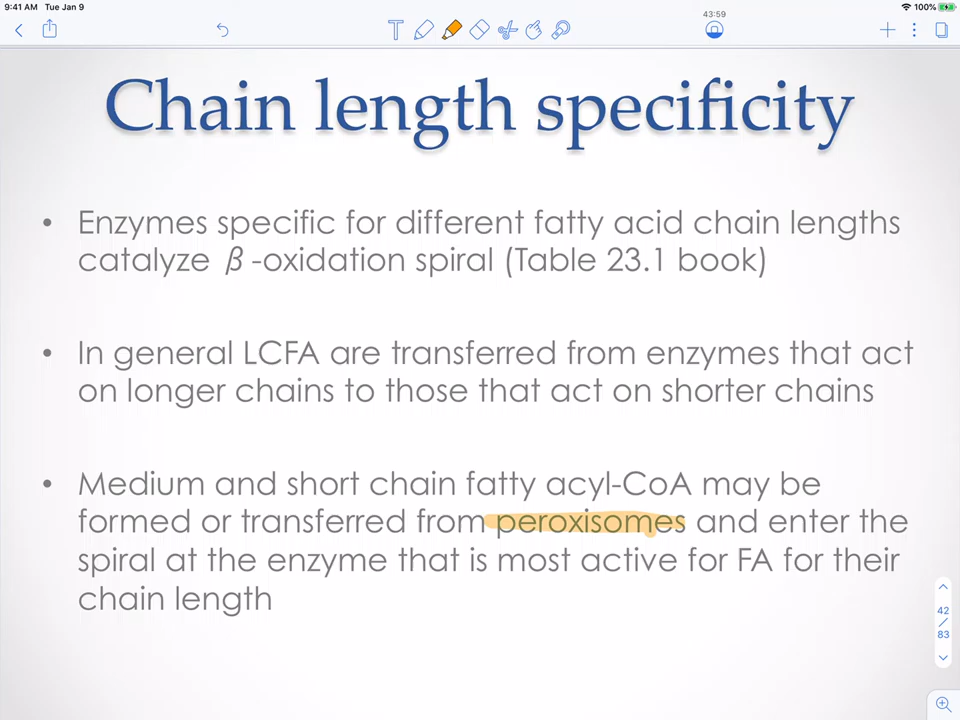 9:41 AM Tue Jan 9
100%
43:59
Chain length specificity
• Enzymes specific for different fatty acid chain lengths
catalyze β-oxidation spiral (Table 23.1 book)
• In general LCFA are transferred from enzymes that act
on longer chains to those that act on shorter chains
• Medium and short chain fatty acyl-CoA may be
formed or transferred from peroxisomes and enter the
spiral at the enzyme that is most active for FA for their
chain length
42
/
83